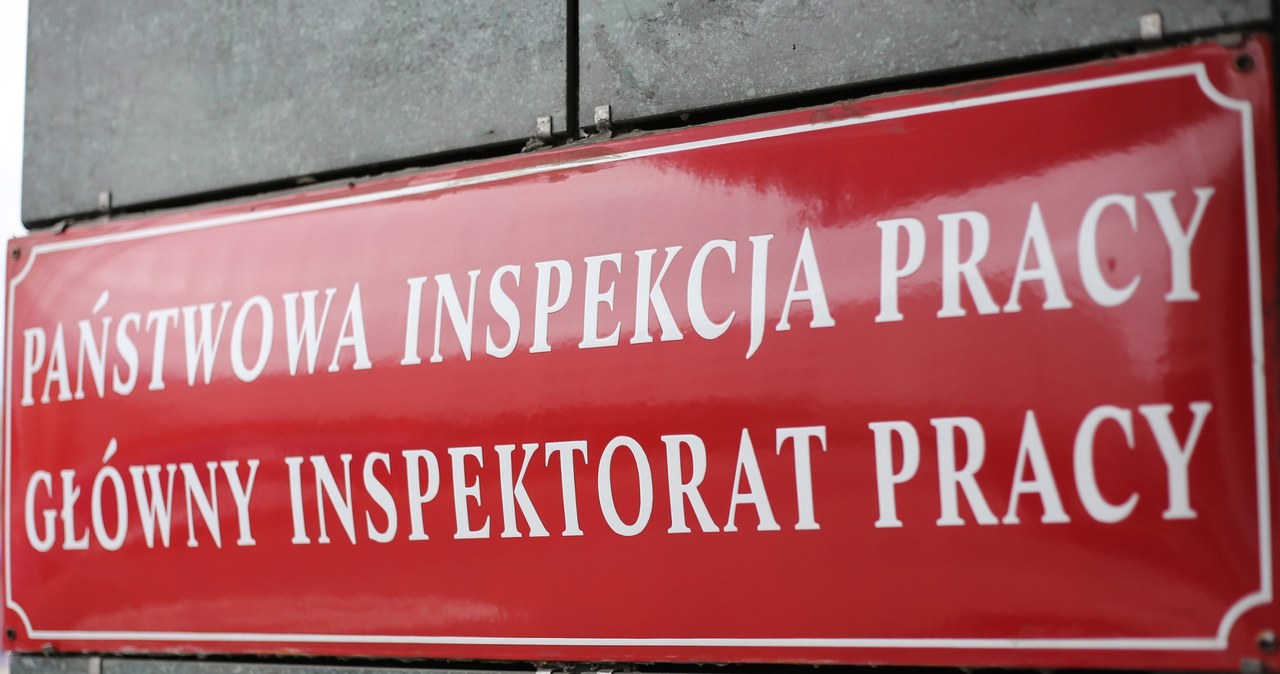 PAŃSTWOWA INSPEKCJA PRACY
GŁÓWNY INSPEKTORAT PRACY